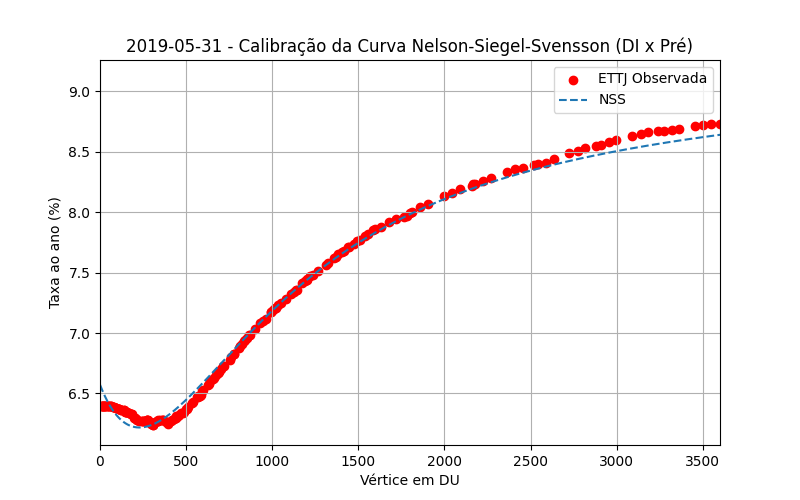 2019-05-31 - Calibração da Curva Nelson-Siegel-Svensson (DI x Pré)
ETTJ Observada
NSS
Taxa ao ano (%)
9.0
8.5
8.0
7.5
7.0
6.5
0 500 1000 1500 2000 2500 3000 3500
Vértice em DU